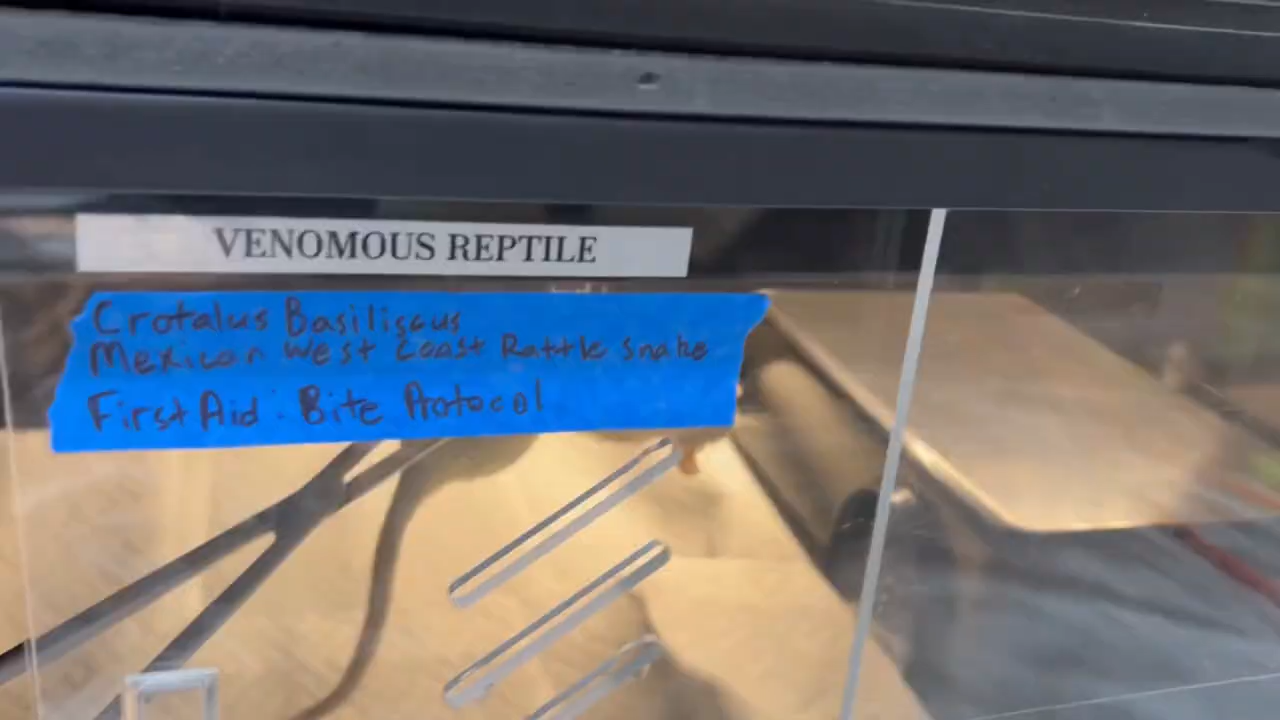 VENOMOUS REPTILE
Crotalus Basiliscus
Mexican West Coast Rattle Snake
First Aid: Bite Protocol